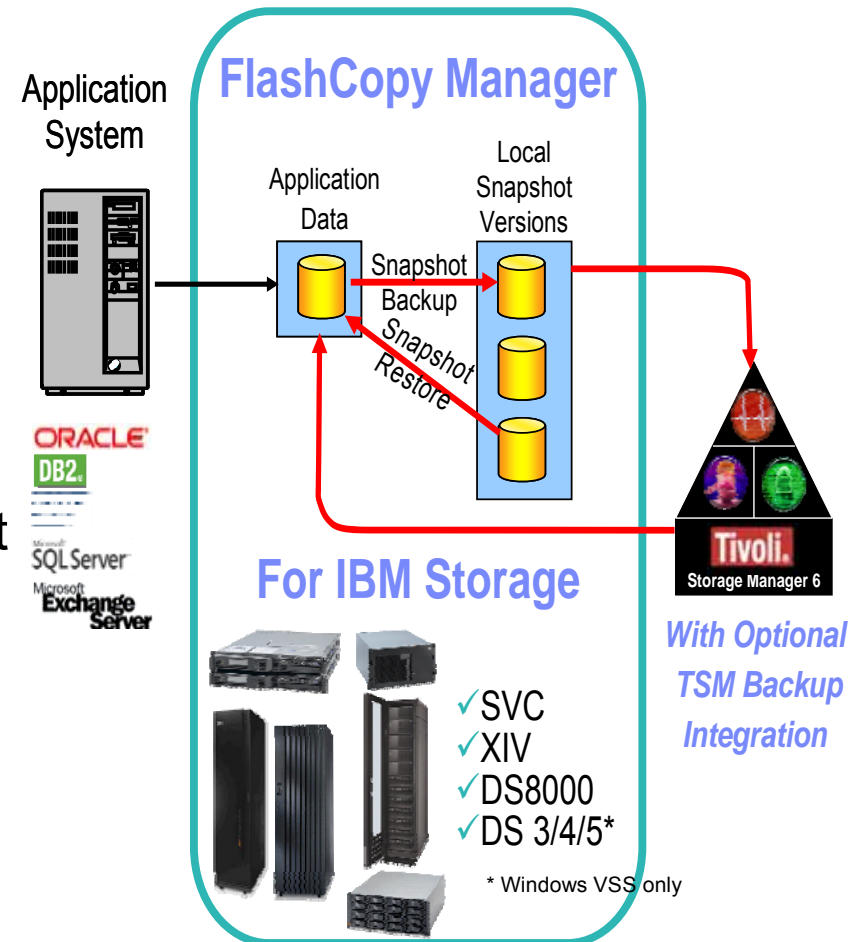 FlashCopy Manager
Application
System
Application
Data
Local
Snapshot
Versions
Snapshot
Backup
Snapshot
Restore
ORACLE
DB2
t
Microsoft
SQL Server
Microsoft
Exchange
Server
For IBM Storage
✓SVC
✓XIV
✓DS8000
✓DS 3/4/5*
* Windows VSS only
Tivoli.
Storage Manager 6
With Optional
TSM Backup
Integration